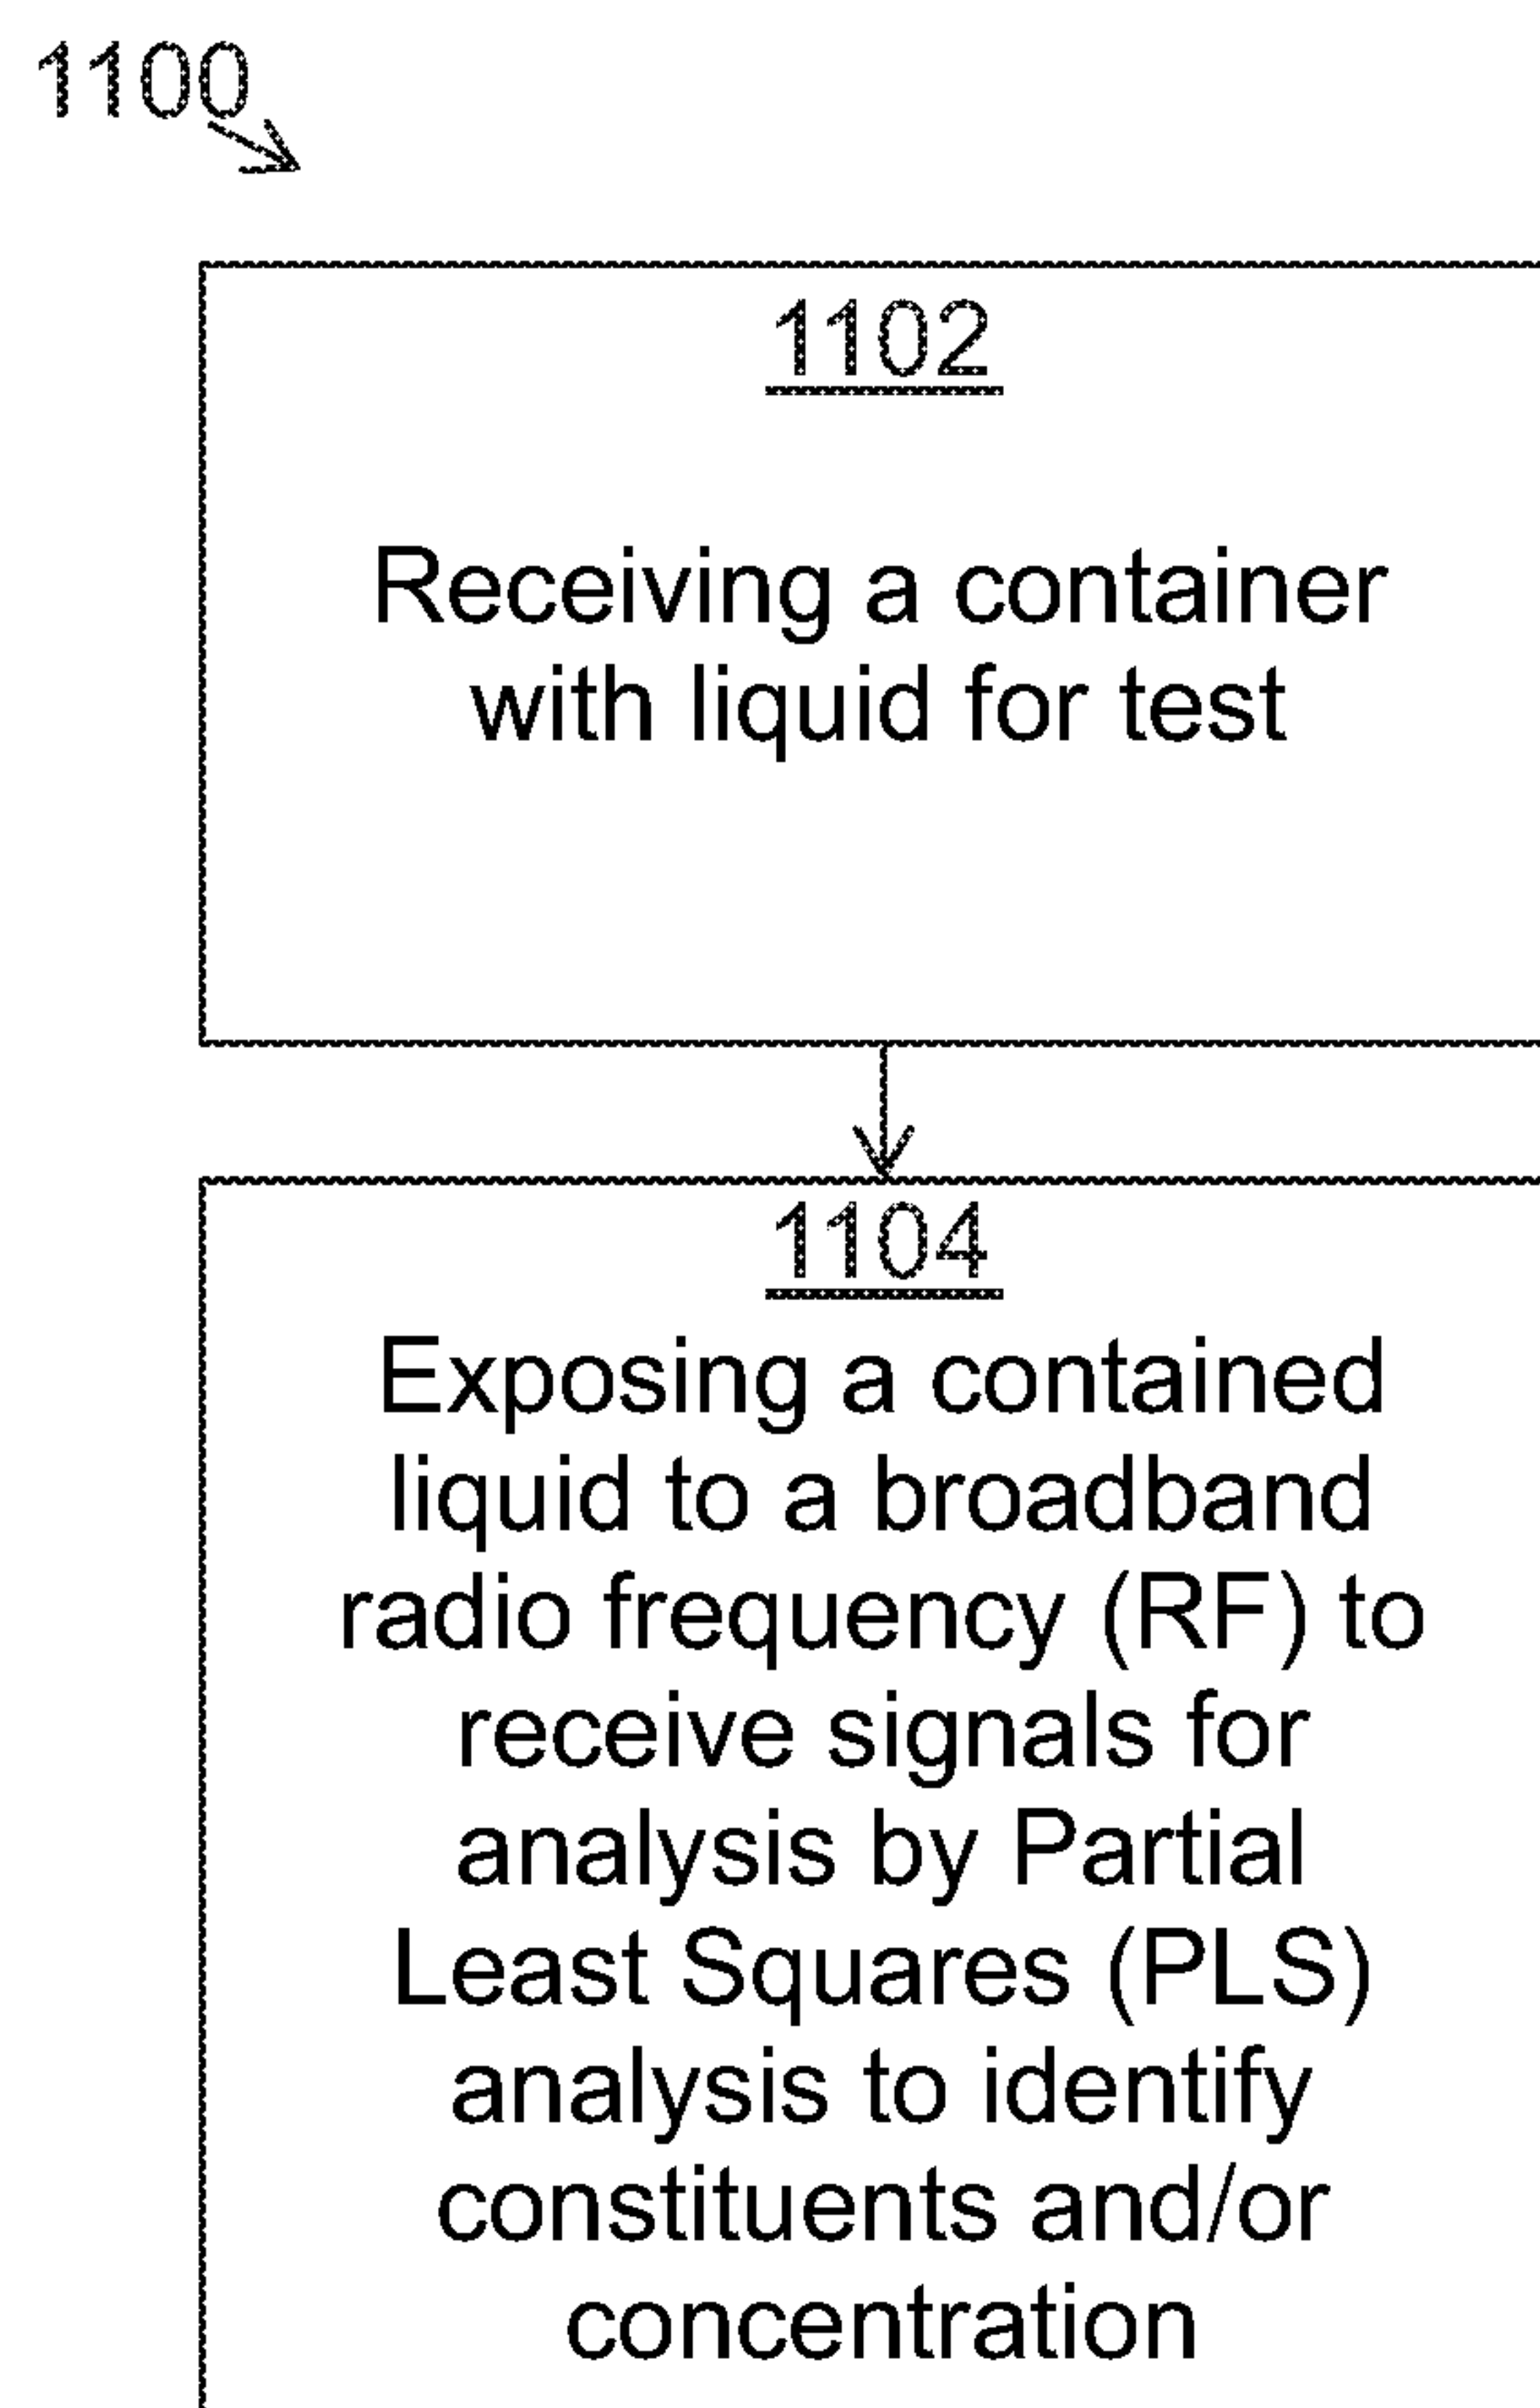 1100
1102
Receiving a container
with liquid for test
1104
Exposing a contained
liquid to a broadband
radio frequency (RF) to
receive signals for
analysis by Partial
Least Squares (PLS)
analysis to identify
constituents and/or
concentration